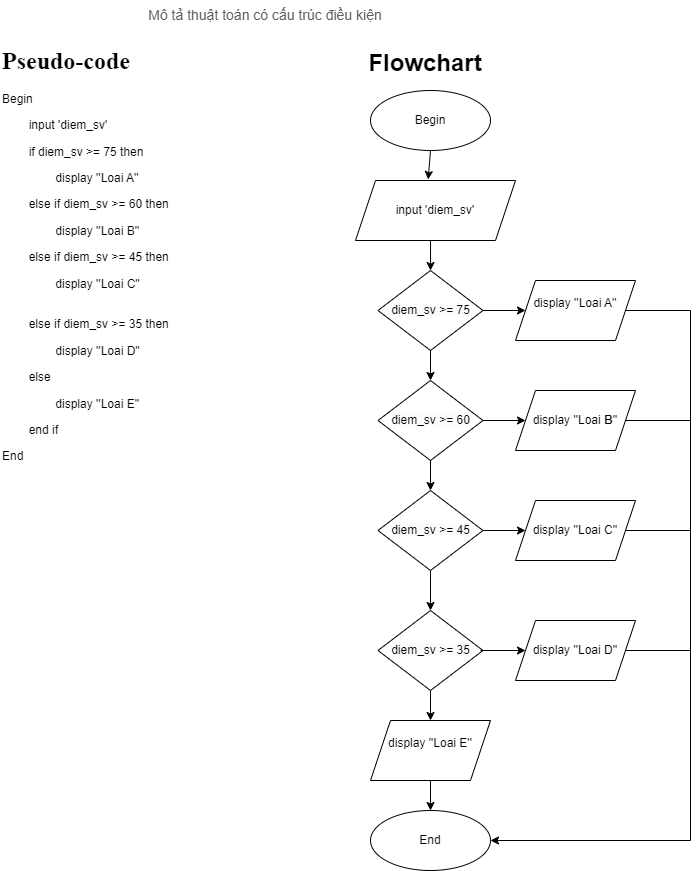 Mô tả thuật toán có cấu trúc điều kiện
Pseudo-code
Begin
input 'diem_sv'
if diem_sv >= 75 then
display "Loai A"
else if diem_sv >= 60 then
display "Loai B"
else if diem_sv >= 45 then
display "Loai C"
else if diem_sv >= 35 then
display "Loai D"
else
display "Loai E"
end if
End
Flowchart
Begin
input 'diem_sv'
diem_sv >= 75
display "Loai A"
diem_sv >= 60
display "Loai B"
diem_sv >= 45
display "Loai C"
diem_sv >= 35
display "Loai D"
display "Loai E"
End